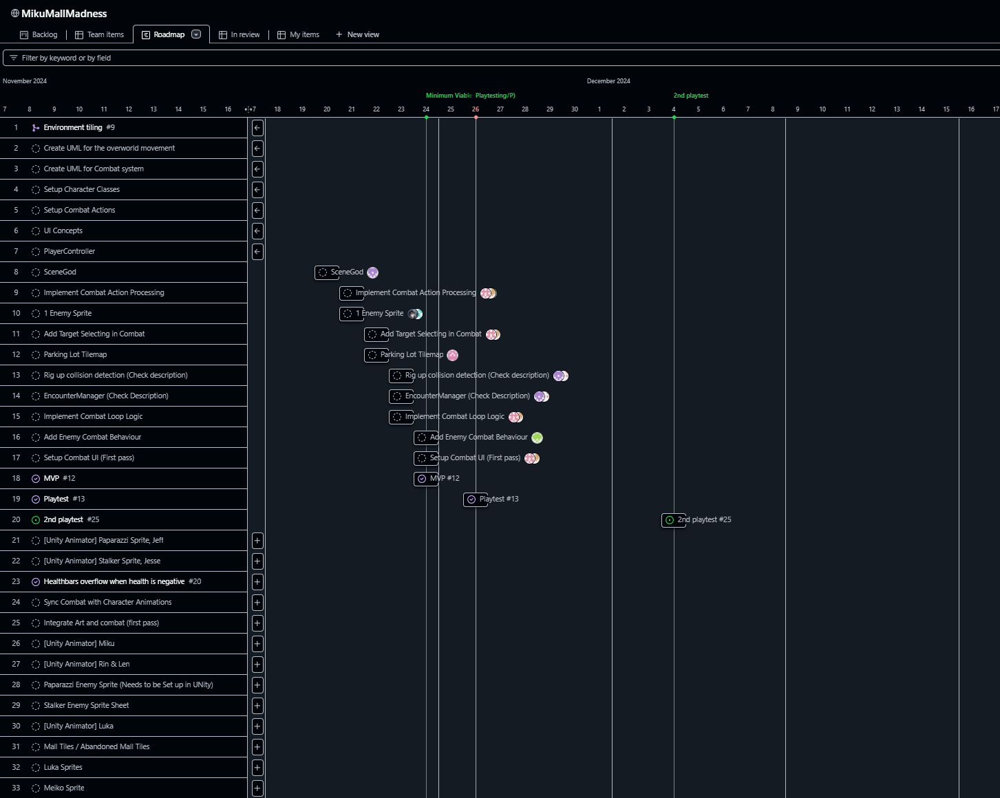 MikuMallMadness
Backlog Team items Roadmap In review My items New view
Filter by keyword or by field
November 2024 December 2024
Minimum Viable Playtesting/P) 2nd playtest
7 8 9 10 11 12 13 14 15 16 17 18 19 20 21 22 23 24 25 26 27 28 29 30 1 2 3 4 5 6 7 8 9 10 11 12 13 14 15 16 17
1 Environment tiling #9
2 Create UML for the overworld movement
3 Create UML for Combat system
4 Setup Character Classes
5 Setup Combat Actions
6 UI Concepts
7 PlayerController
8 SceneGod SceneGod
9 Implement Combat Action Processing Implement Combat Action Processing
10 1 Enemy Sprite 1 Enemy Sprite
11 Add Target Selecting in Combat Add Target Selecting in Combat
12 Parking Lot Tilemap Parking Lot Tilemap
13 Rig up collision detection (Check description) Rig up collision detection (Check description)
14 EncounterManager (Check Description) EncounterManager (Check Description)
15 Implement Combat Loop Logic Implement Combat Loop Logic
16 Add Enemy Combat Behaviour Add Enemy Combat Behaviour
17 Setup Combat UI (First pass) Setup Combat UI (First pass)
18 MVP #12 MVP #12
19 Playtest #13 Playtest #13
20 2nd playtest #25 2nd playtest #25
21 [Unity Animator] Paparazzi Sprite, Jeff
22 [Unity Animator] Stalker Sprite, Jesse
23 Healthbars overflow when health is negative #20
24 Sync Combat with Character Animations
25 Integrate Art and combat (first pass)
26 [Unity Animator] Miku
27 [Unity Animator] Rin & Len
28 Paparazzi Enemy Sprite (Needs to be Set up in UNity)
29 Stalker Enemy Sprite Sheet
30 [Unity Animator] Luka
31 Mall Tiles / Abandoned Mall Tiles
32 Luka Sprites
33 Meiko Sprite